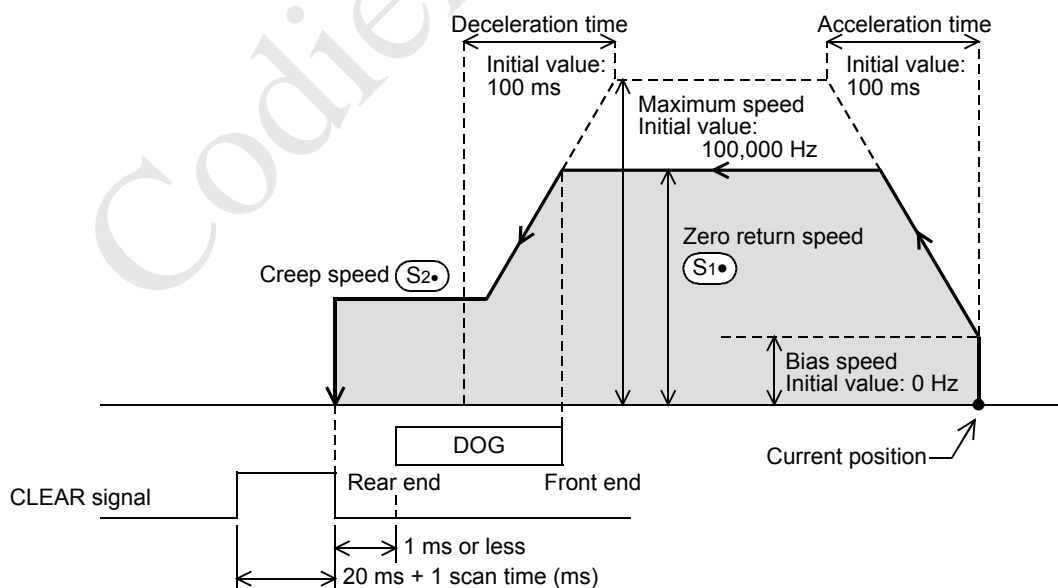 Deceleration time
Acceleration time
Initial value:
100 ms
Initial value:
100 ms
Maximum speed
Initial value:
100,000 Hz
Zero return speed
S1•
Creep speed S2•
Bias speed
Initial value: 0 Hz
DOG
Current position
Rear end
Front end
CLEAR signal
1 ms or less
20 ms + 1 scan time (ms)